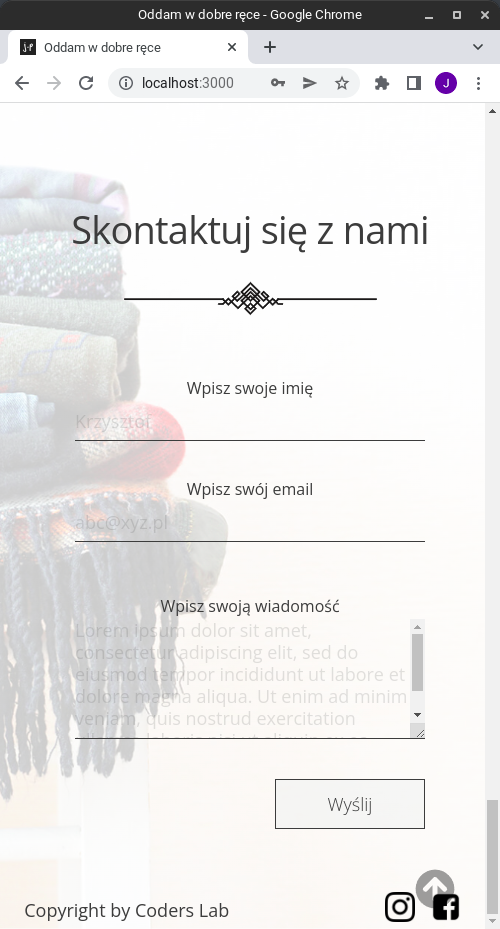 Oddam w dobre ręce - Google Chrome
Oddam w dobre ręce
localhost:3000
J
Skontaktuj się z nami
Wpisz swoje imię
Krzysztof
Wpisz swój email
abc@xyz.pl
Wpisz swoją wiadomość
Lorem ipsum dolor sit amet,
consectetur adipiscing elit, sed do
eiusmod tempor incididunt ut labore et
dolore magna aliqua. Ut enim ad minim
veniam, quis nostrud exercitation
Wyślij
Copyright by Coders Lab